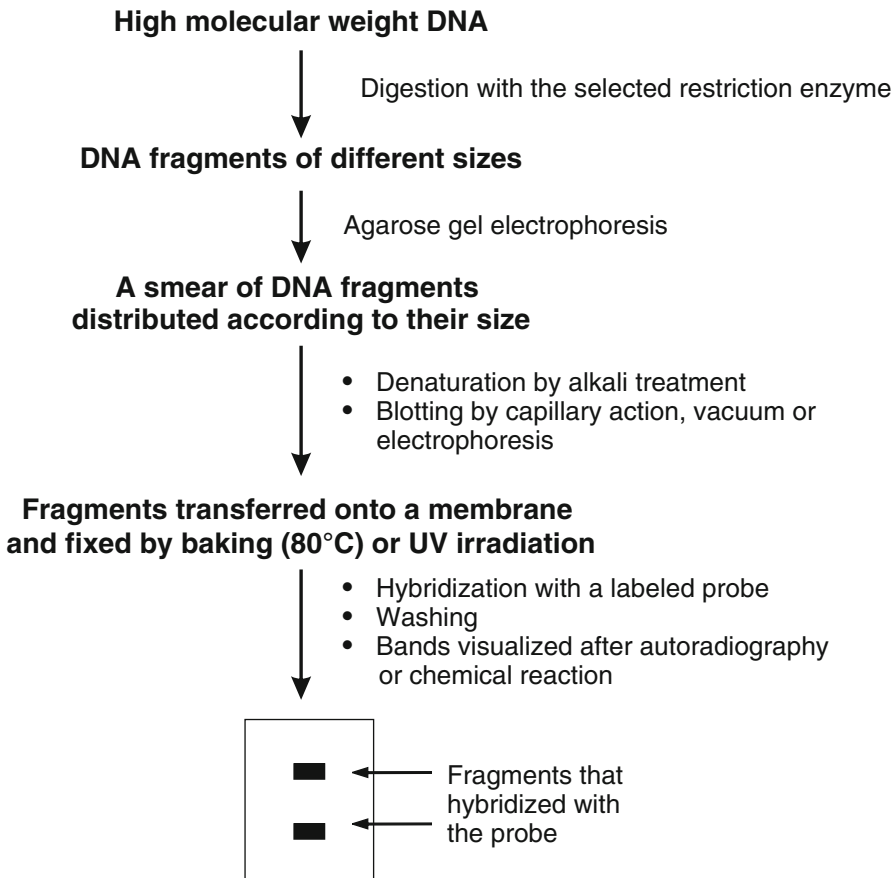 High molecular weight DNA
Digestion with the selected restriction enzyme
DNA fragments of different sizes
Agarose gel electrophoresis
A smear of DNA fragments
distributed according to their size
• Denaturation by alkali treatment
• Blotting by capillary action, vacuum or
electrophoresis
Fragments transferred onto a membrane
and fixed by baking (80°C) or UV irradiation
• Hybridization with a labeled probe
• Washing
• Bands visualized after autoradiography
or chemical reaction
Fragments that
hybridized with
the probe